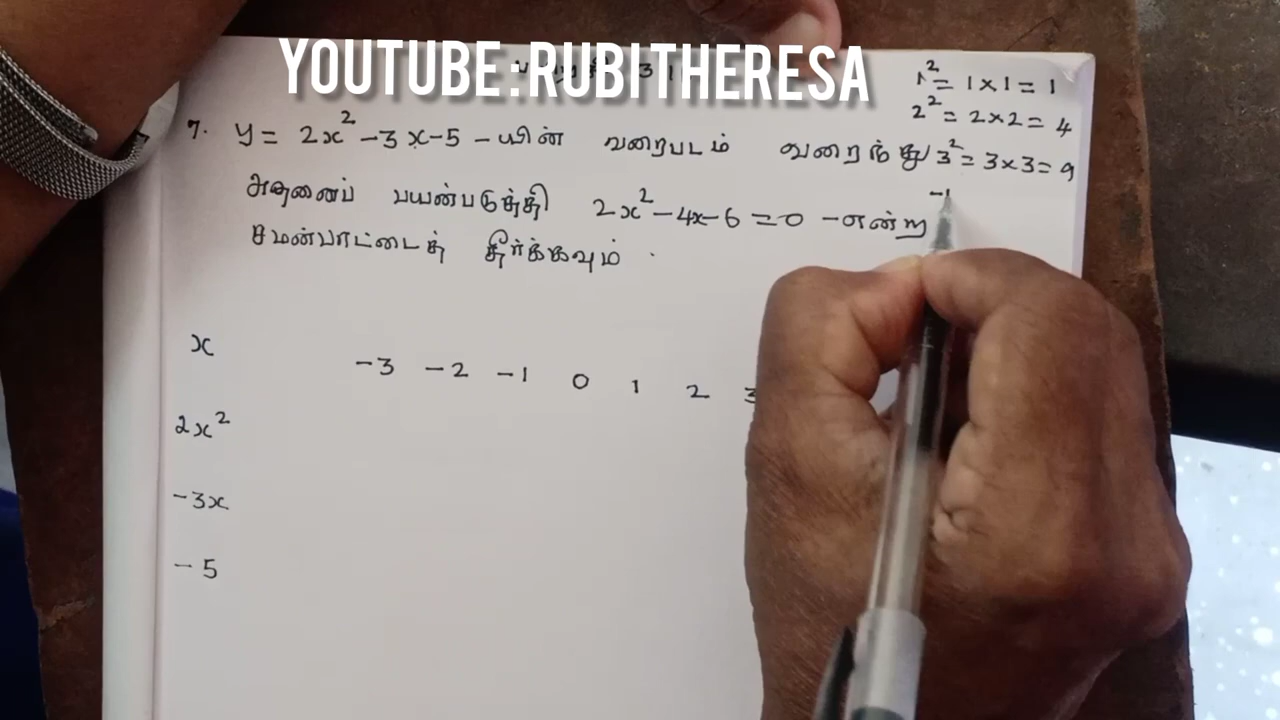 YOUTUBE : RUBITHERESA
1² = 1 x 1 = 1
2² = 2 x 2 = 4
3² = 3 x 3 = 9
-1
7. y = 2x² - 3x - 5 - யின் வரைபடம் வரைந்து
அதனைப் பயன்படுத்தி 2x² - 4x - 6 = 0 - என்ற
சமன்பாட்டைத் தீர்க்கவும் .
x -3 -2 -1 0 1 2 3
2x²
-3x
-5